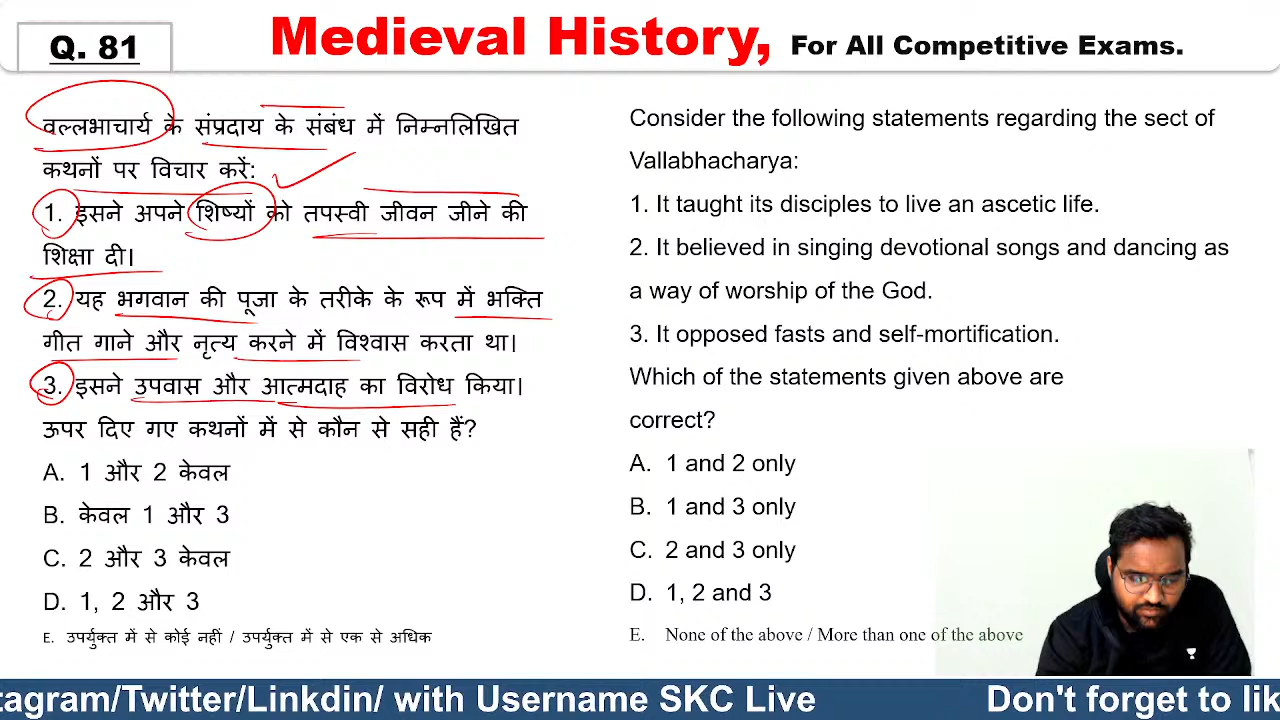 Q. 81
Medieval History, For All Competitive Exams.
वल्लभाचार्य के संप्रदाय के संबंध में निम्नलिखित
कथनों पर विचार करें:
1. इसने अपने शिष्यों को तपस्वी जीवन जीने की
शिक्षा दी।
2. यह भगवान की पूजा के तरीके के रूप में भक्ति
गीत गाने और नृत्य करने में विश्वास करता था।
3. इसने उपवास और आत्मदाह का विरोध किया।
ऊपर दिए गए कथनों में से कौन से सही हैं?
A. 1 और 2 केवल
B. केवल 1 और 3
C. 2 और 3 केवल
D. 1, 2 और 3
E. उपर्युक्त में से कोई नहीं / उपर्युक्त में से एक से अधिक
Consider the following statements regarding the sect of
Vallabhacharya:
1. It taught its disciples to live an ascetic life.
2. It believed in singing devotional songs and dancing as
a way of worship of the God.
3. It opposed fasts and self-mortification.
Which of the statements given above are
correct?
A. 1 and 2 only
B. 1 and 3 only
C. 2 and 3 only
D. 1, 2 and 3
E. None of the above / More than one of the above
tagram/Twitter/Linkdin/ with Username SKC Live
Don't forget to lik